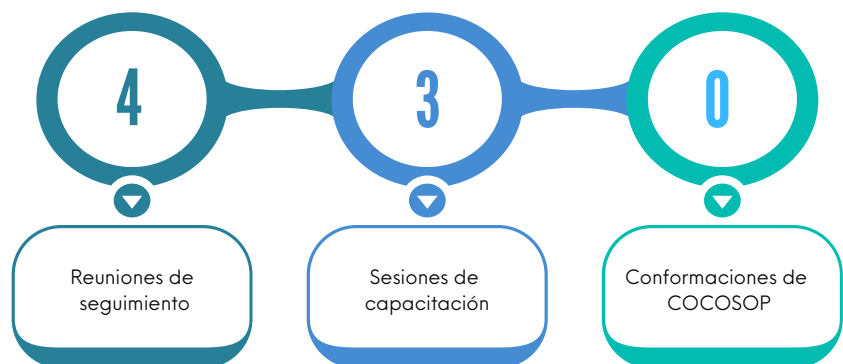 4
3
0
Reuniones de
seguimiento
Sesiones de
capacitación
Conformaciones de
COCOSOP